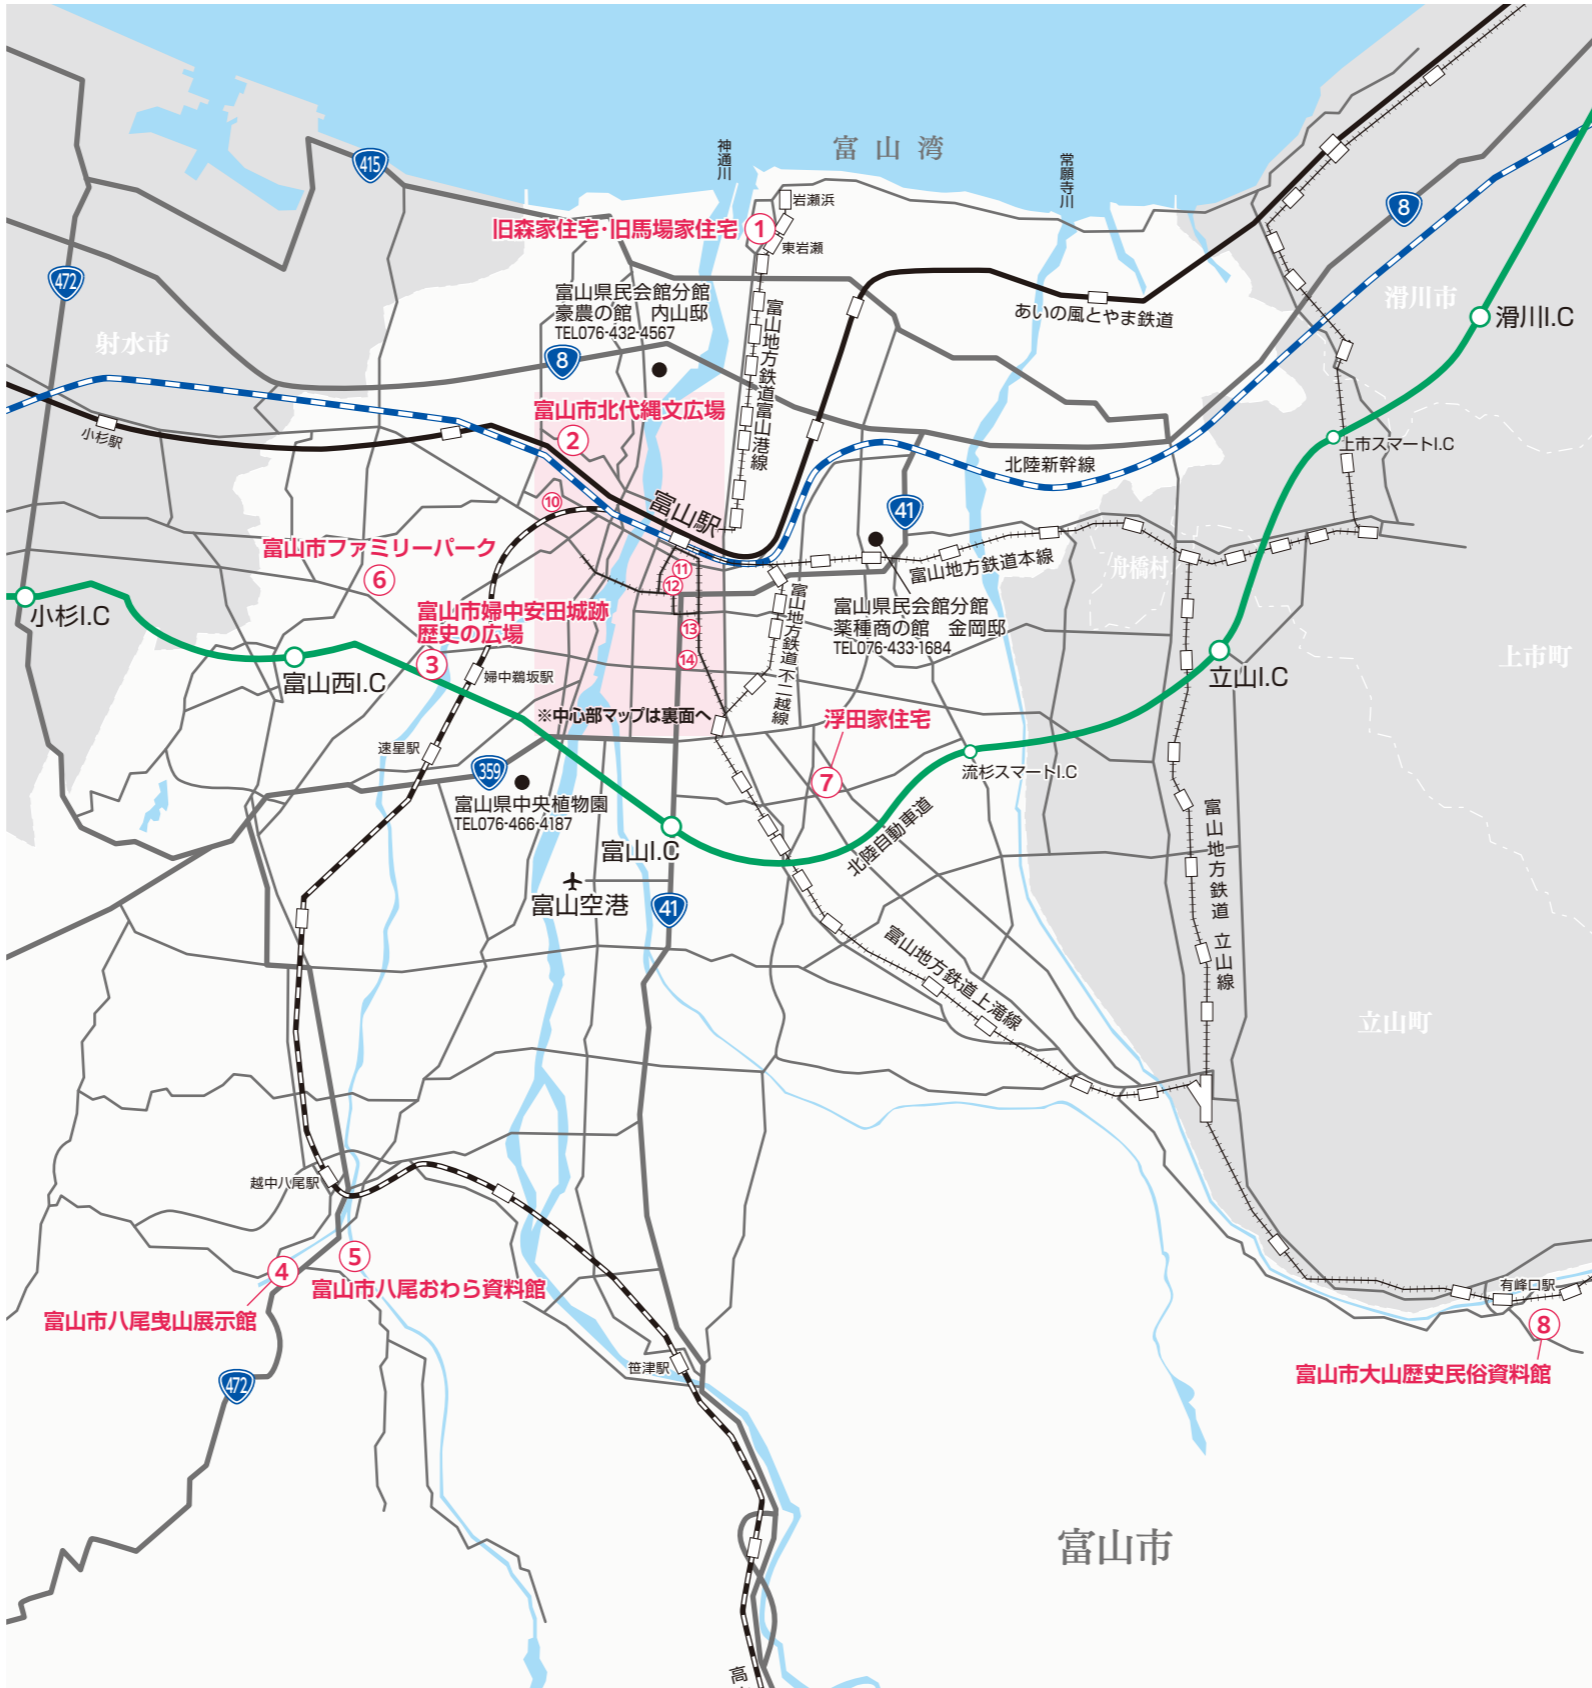 富山湾
神通川
常願寺川
415
岩瀬浜
旧森家住宅・旧馬場家住宅
1
東岩瀬
8
472
富山県民会館分館
豪農の館 内山邸
TEL076-432-4567
滑川市
滑川I.C
あいの風とやま鉄道
射水市
8
富山地方鉄道富山港線
富山市北代縄文広場
2
小杉駅
上市スマートI.C
北陸新幹線
10
富山駅
41
富山市ファミリーパーク
6
11
12
富山地方鉄道本線
舟橋村
小杉I.C
富山市婦中安田城跡
歴史の広場
3
富山地方鉄道不二越線
富山県民会館分館
薬種商の館 金岡邸
TEL076-433-1684
13
14
上市町
富山西I.C
婦中鵜坂駅
立山I.C
※中心部マップは裏面へ
浮田家住宅
7
速星駅
359
流杉スマートI.C
富山県中央植物園
TEL076-466-4187
富山I.C
北陸自動車道
富山地方鉄道 立山線
富山空港
41
富山地方鉄道上滝線
立山町
越中八尾駅
5
4
富山市八尾おわら資料館
富山市八尾曳山展示館
有峰口駅
8
笹津駅
472
富山市大山歴史民俗資料館
富山市
高